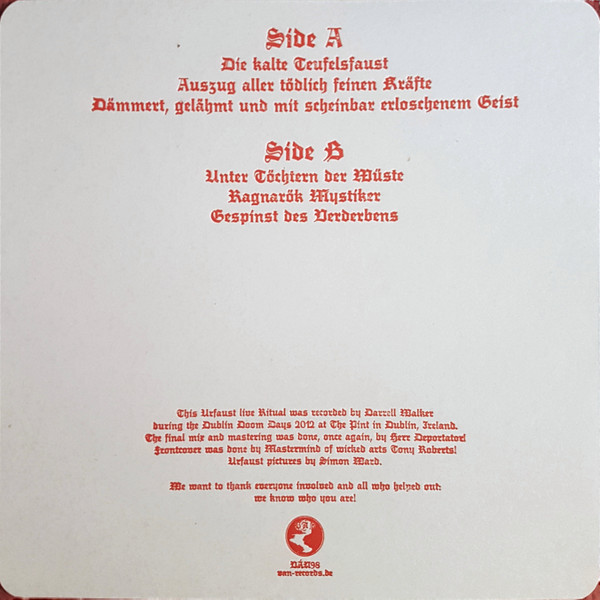 Side A
Die kalte Teufelsfaust
Auszug aller tödlich feinen Kräfte
Dämmert, gelähmt und mit scheinbar erloschenem Geist
Side B
Unter Töchtern der Wüste
Ragnarök Mystiker
Gespinst des Verderbens
This Urfaust live Ritual was recorded by Darrell Walker
during the Dublin Doom Days 2012 at The Pint in Dublin, Ireland.
The final mix and mastering was done, once again, by Herr Deportator!
Frontcover was done by Mastermind of wicked arts Tony Roberts!
Urfaust pictures by Simon Ward.
We want to thank everyone involved and all who helped out:
we know who you are!
VÁN98
van-records.de